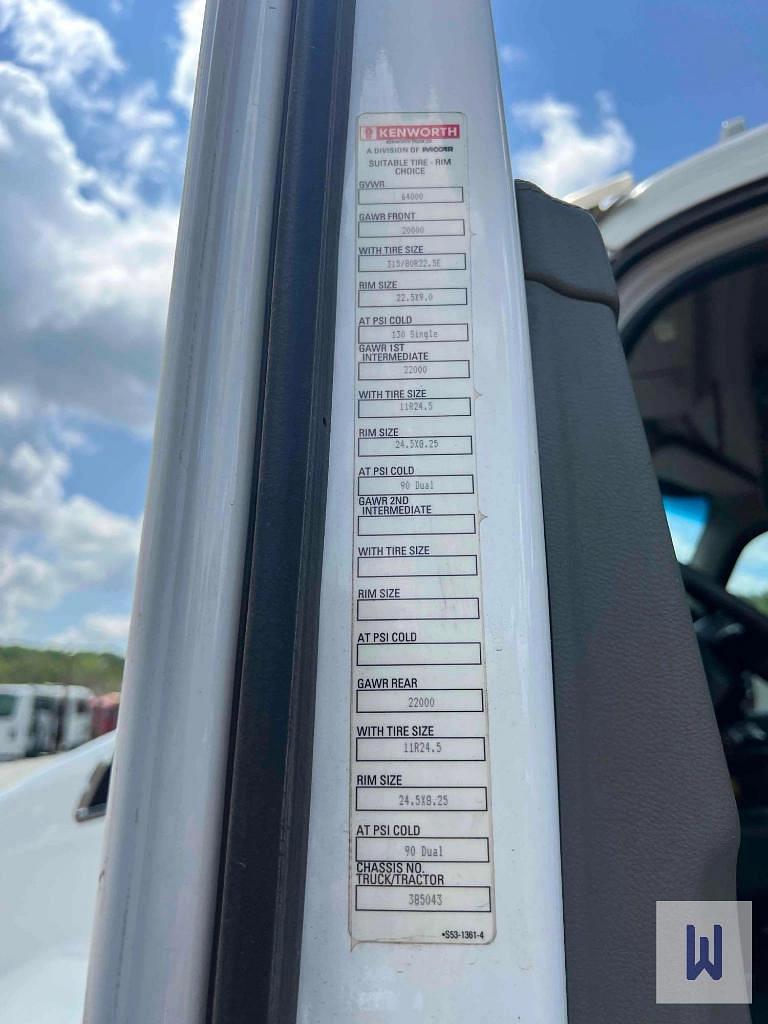 KENWORTH
KENWORTH TRUCK CO.
A DIVISION OF PACCAR
SUITABLE TIRE - RIM
CHOICE
GVWR
64000
GAWR FRONT
20000
WITH TIRE SIZE
315/80R22.5E
RIM SIZE
22.5X9.0
AT PSI COLD
130 Single
GAWR 1ST
INTERMEDIATE
22000
WITH TIRE SIZE
11R24.5
RIM SIZE
24.5X8.25
AT PSI COLD
90 Dual
GAWR 2ND
INTERMEDIATE
WITH TIRE SIZE
RIM SIZE
AT PSI COLD
GAWR REAR
22000
WITH TIRE SIZE
11R24.5
RIM SIZE
24.5X8.25
AT PSI COLD
90 Dual
CHASSIS NO.
TRUCK/TRACTOR
385043
•S53-1361-4
W